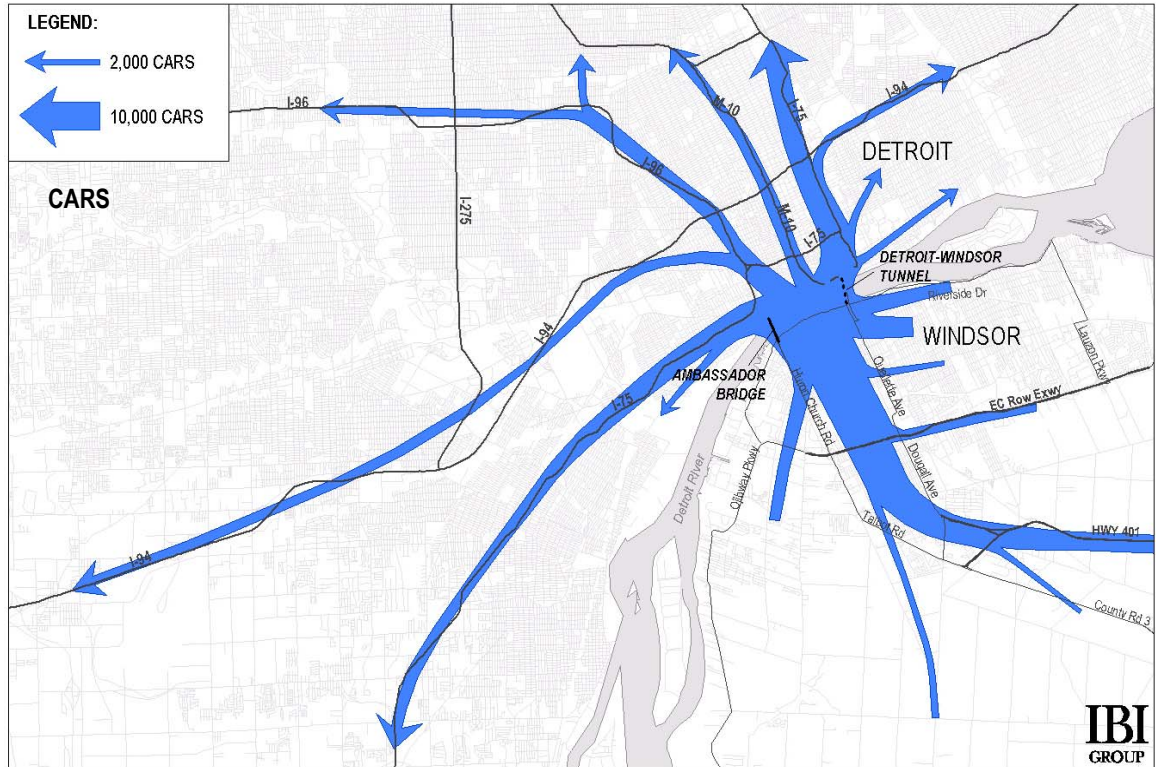 LEGEND:
2,000 CARS
10,000 CARS
CARS
I-96
M-10
I-75
I-94
DETROIT
I-96
I-275
M-10
I-75
DETROIT-WINDSOR
TUNNEL
Riverside Dr
WINDSOR
Lauzon Pkwy
I-94
AMBASSADOR
BRIDGE
I-75
Huron Church Rd
Ouellette Ave
EC Row Expwy
Ojibway Pkwy
Detroit River
Dougall Ave
Talbot Rd
HWY 401
I-94
County Rd 3
IBI
GROUP